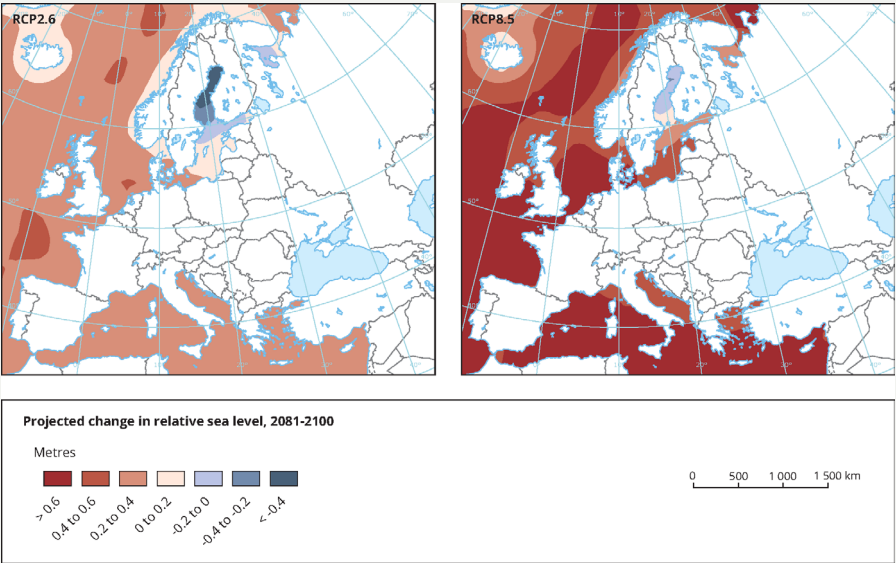 RCP2.6
RCP8.5
Projected change in relative sea level, 2081-2100
Metres
> 0.6
0.4 to 0.6
0.2 to 0.4
0 to 0.2
-0.2 to 0
-0.4 to -0.2
< -0.4
0 500 1 000 1 500 km